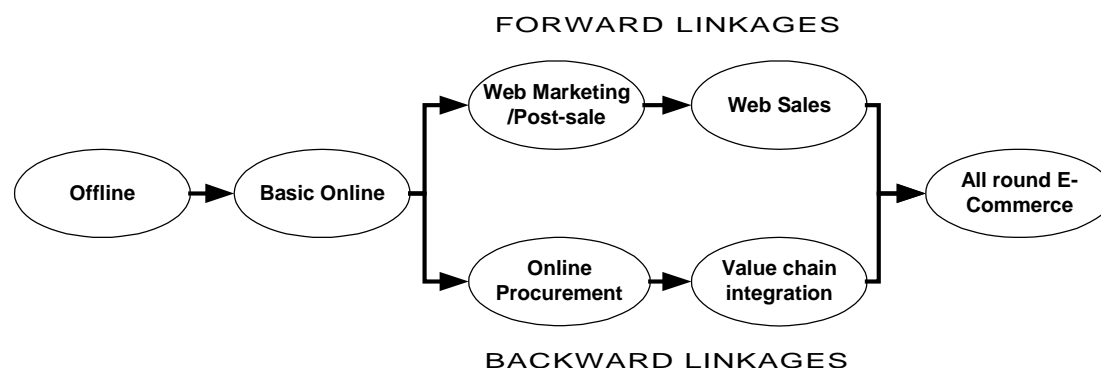 FORWARD LINKAGES
Web Marketing
/Post-sale
Web Sales
Offline
Basic Online
All round E-
Commerce
Online
Procurement
Value chain
integration
BACKWARD LINKAGES